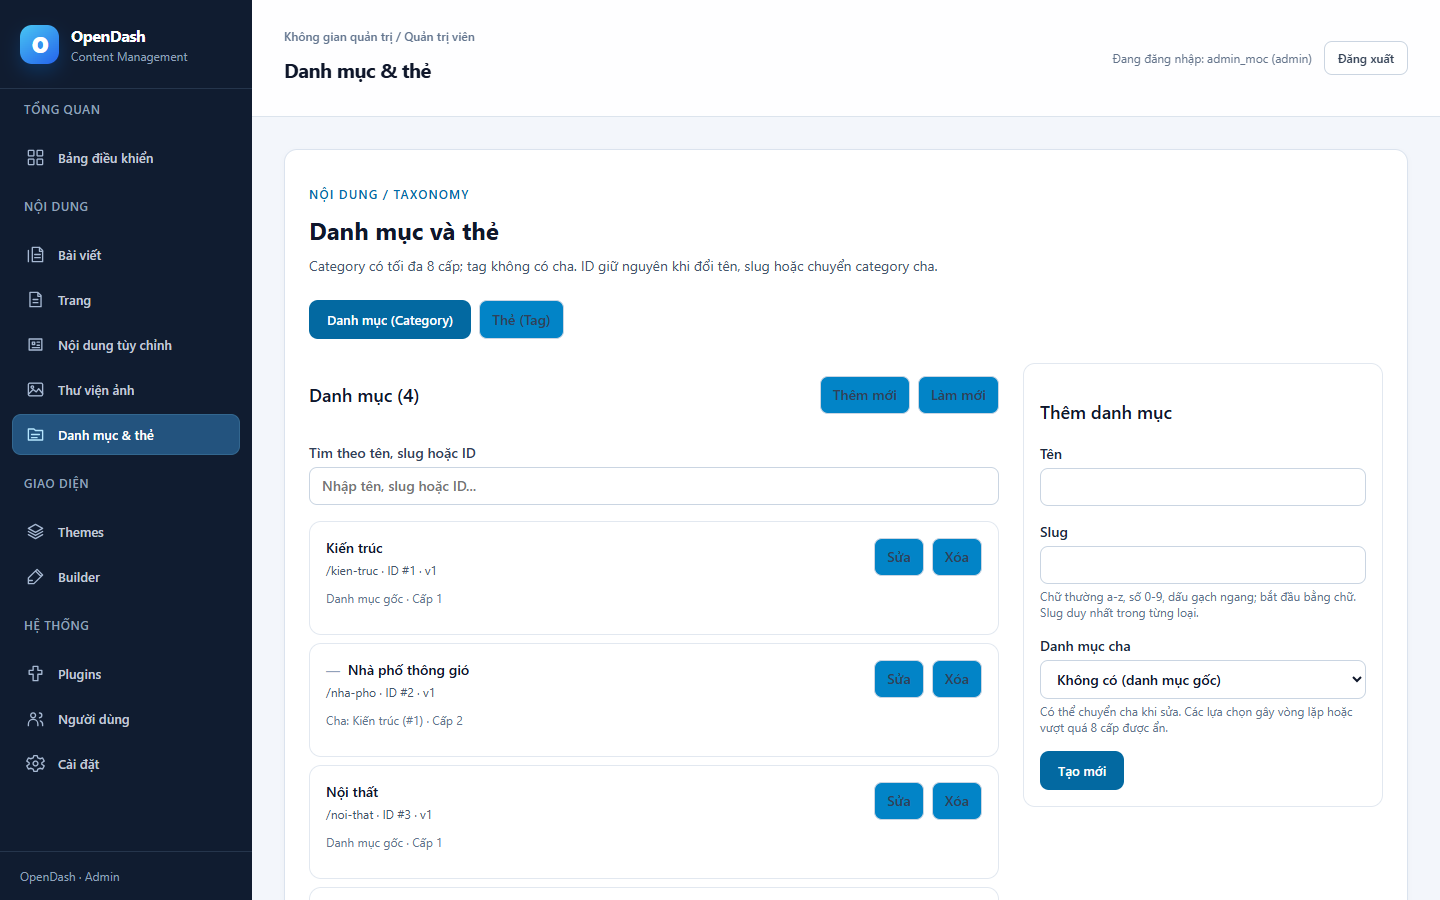 O
OpenDash
Content Management
TỔNG QUAN
Bảng điều khiển
NỘI DUNG
Bài viết
Trang
Nội dung tùy chỉnh
Thư viện ảnh
Danh mục & thẻ
GIAO DIỆN
Themes
Builder
HỆ THỐNG
Plugins
Người dùng
Cài đặt
OpenDash · Admin
Không gian quản trị / Quản trị viên
Danh mục & thẻ
Đang đăng nhập: admin_moc (admin)
Đăng xuất
NỘI DUNG / TAXONOMY
Danh mục và thẻ
Category có tối đa 8 cấp; tag không có cha. ID giữ nguyên khi đổi tên, slug hoặc chuyển category cha.
Danh mục (Category)
Thẻ (Tag)
Danh mục (4)
Thêm mới
Làm mới
Tìm theo tên, slug hoặc ID
Nhập tên, slug hoặc ID...
Kiến trúc
/kien-truc · ID #1 · v1
Danh mục gốc · Cấp 1
Sửa
Xóa
— Nhà phố thông gió
/nha-pho · ID #2 · v1
Cha: Kiến trúc (#1) · Cấp 2
Sửa
Xóa
Nội thất
/noi-that · ID #3 · v1
Danh mục gốc · Cấp 1
Sửa
Xóa
Thêm danh mục
Tên
Slug
Chữ thường a-z, số 0-9, dấu gạch ngang; bắt đầu bằng chữ.
Slug duy nhất trong từng loại.
Danh mục cha
Không có (danh mục gốc)
Có thể chuyển cha khi sửa. Các lựa chọn gây vòng lặp hoặc
vượt quá 8 cấp được ẩn.
Tạo mới